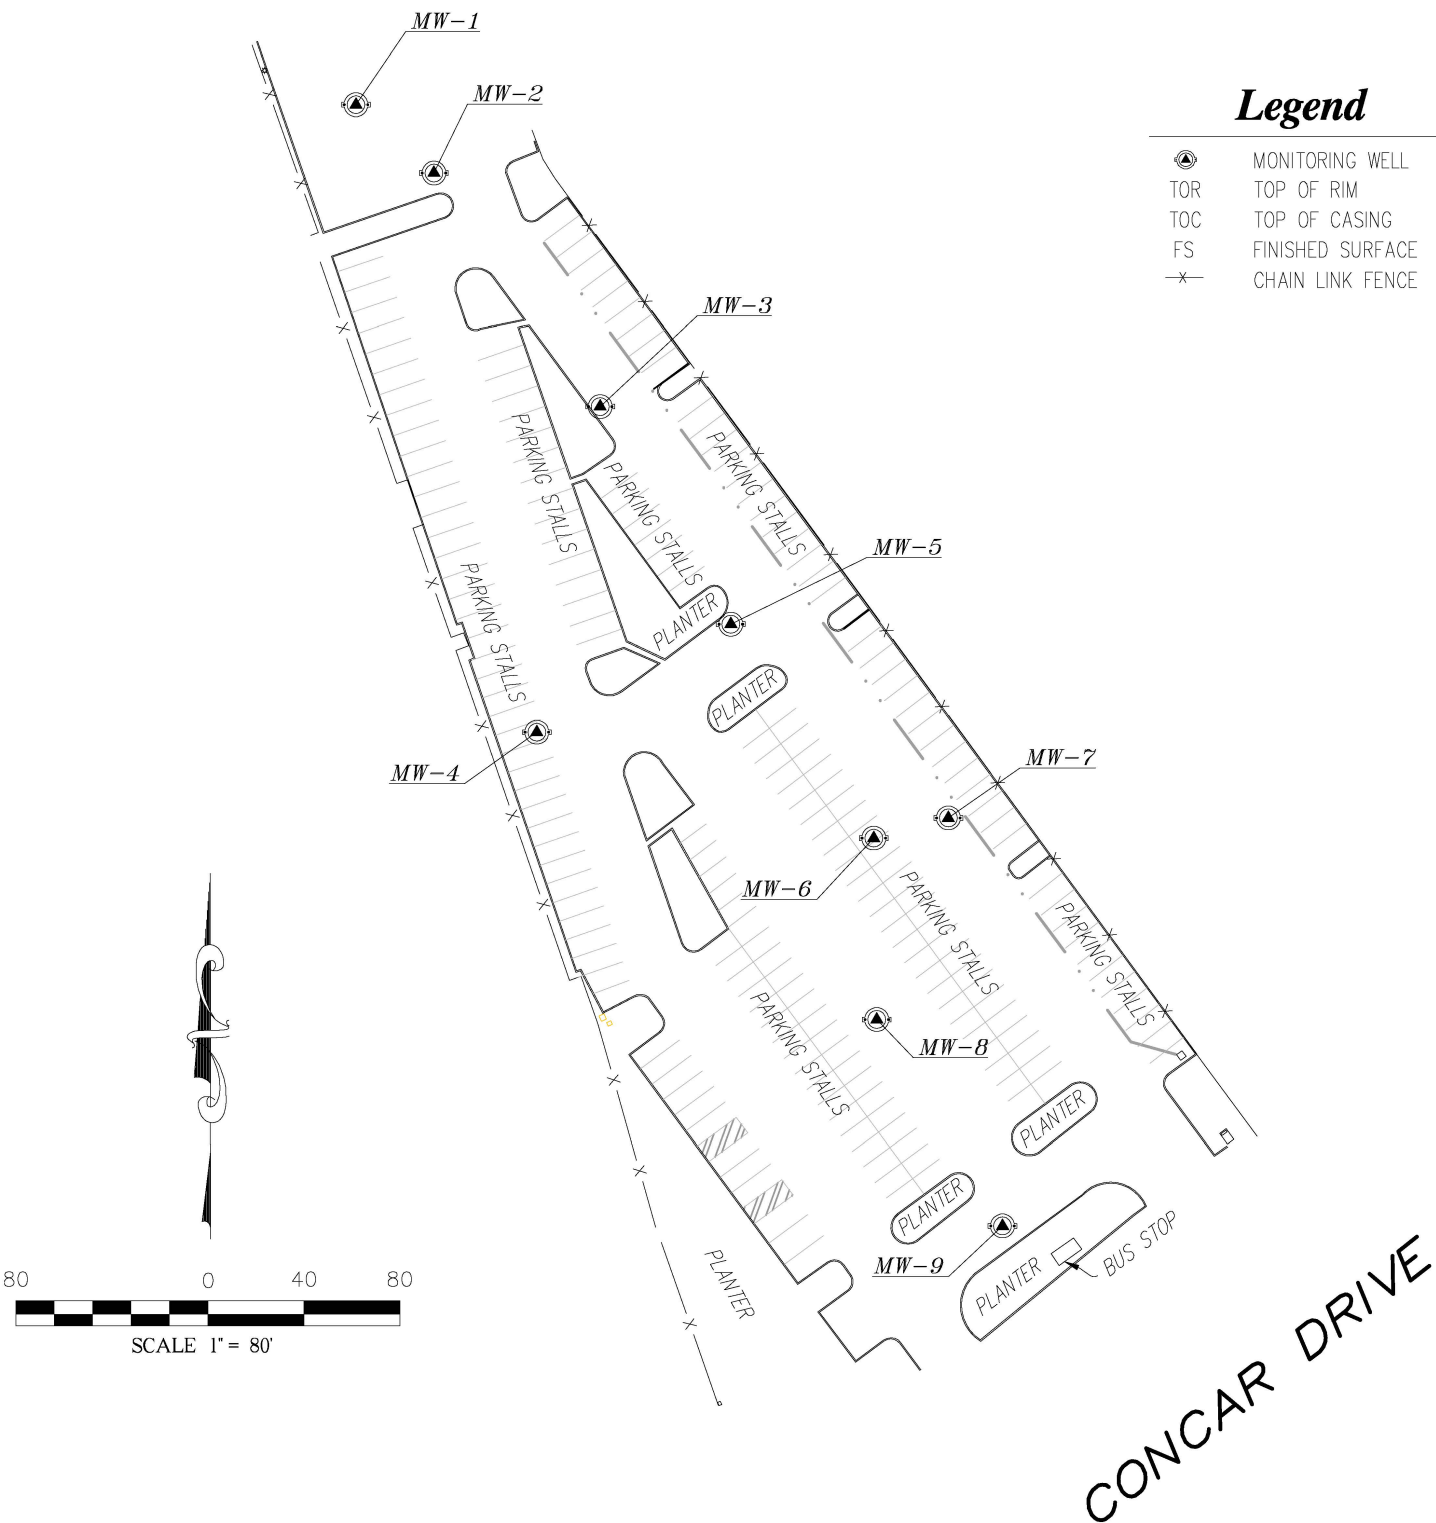 MW-1
MW-2
Legend
MONITORING WELL
TOR TOP OF RIM
TOC TOP OF CASING
FS FINISHED SURFACE
X CHAIN LINK FENCE
MW-3
PARKING STALLS
PARKING STALLS
PARKING STALLS
MW-5
PARKING STALLS
PLANTER
PLANTER
MW-4
MW-7
MW-6
PARKING STALLS
PARKING STALLS
PARKING STALLS
MW-8
PLANTER
PLANTER
MW-9
PLANTER
BUS STOP
PLANTER
80 0 40 80
SCALE 1"= 80'
CONCAR DRIVE